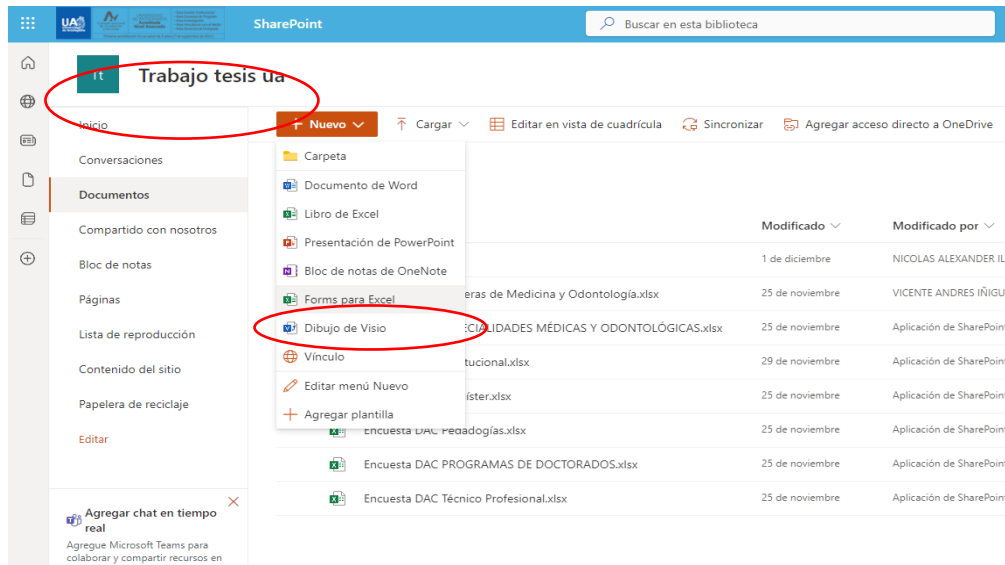 UA
SharePoint
Buscar en esta biblioteca
Tt
Trabajo tesis ua
Inicio
Conversaciones
Documentos
Compartido con nosotros
Bloc de notas
Páginas
Lista de reproducción
Contenido del sitio
Papelera de reciclaje
Editar
Agregar chat en tiempo
real
Agregue Microsoft Teams para
colaborar y compartir recursos en
Nuevo
Cargar
Editar en vista de cuadrícula
Sincronizar
Agregar acceso directo a OneDrive
Carpeta
Documento de Word
Libro de Excel
Presentación de PowerPoint
Bloc de notas de OneNote
Forms para Excel
Dibujo de Visio
Vínculo
Editar menú Nuevo
Agregar plantilla
Modificado Modificado por
1 de diciembre NICOLAS ALEXANDER IL
eras de Medicina y Odontología.xlsx 25 de noviembre VICENTE ANDRES IÑIGU
ECIALIDADES MÉDICAS Y ODONTOLÓGICAS.xlsx 25 de noviembre Aplicación de SharePoint
tucional.xlsx 29 de noviembre Aplicación de SharePoint
íster.xlsx 25 de noviembre Aplicación de SharePoint
Encuesta DAC Pedadogías.xlsx 25 de noviembre Aplicación de SharePoint
Encuesta DAC PROGRAMAS DE DOCTORADOS.xlsx 25 de noviembre Aplicación de SharePoint
Encuesta DAC Técnico Profesional.xlsx 25 de noviembre Aplicación de SharePoint